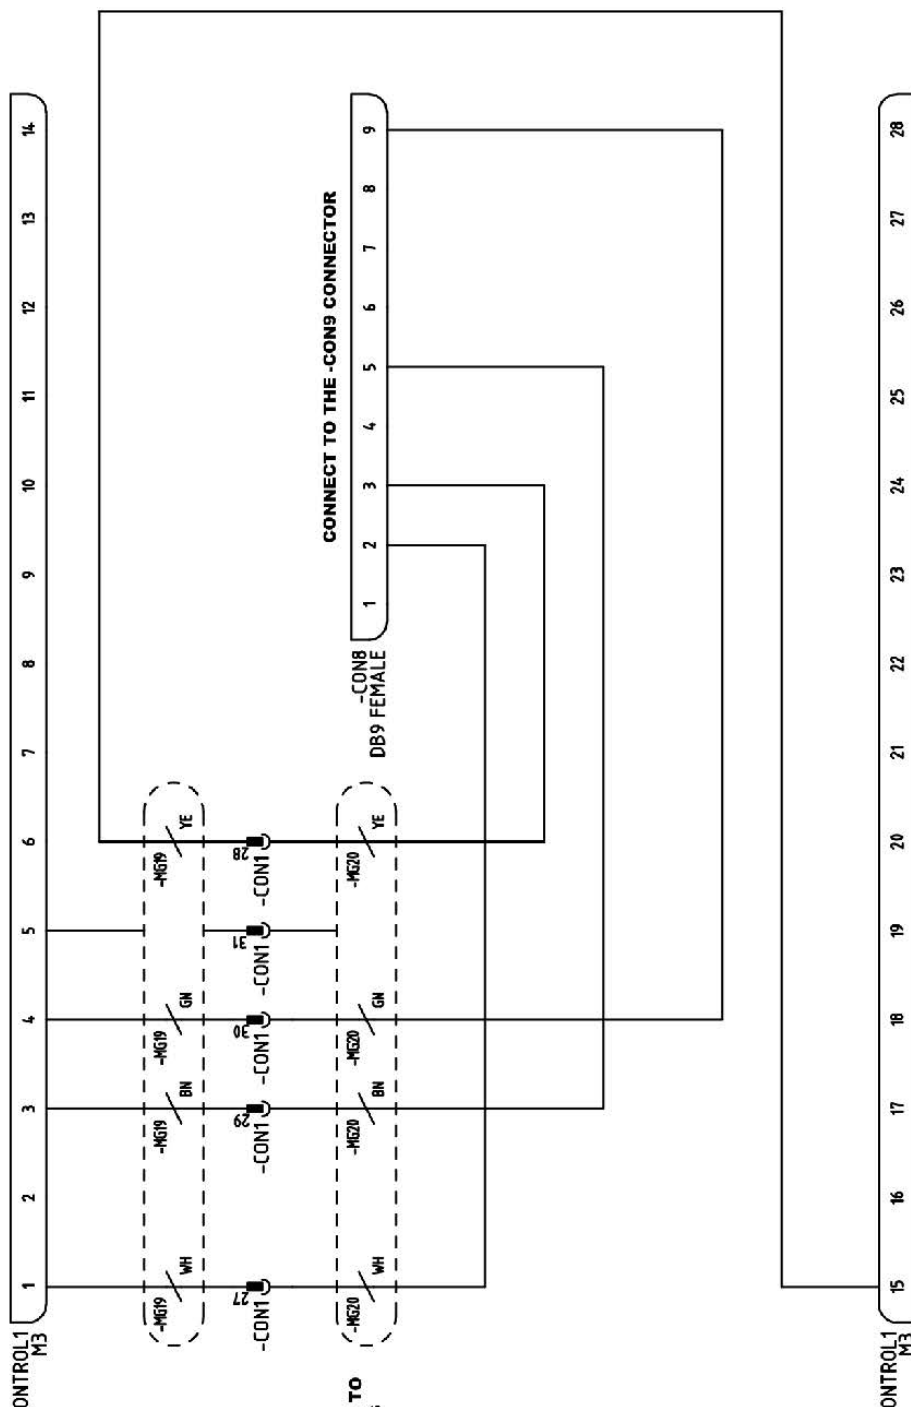 14
13
12
11
10
9
8
7
6
5
4
3
2
1
ONTROL1
M3
-MG19
YE
-MG19
GN
-MG19
BN
-MG19
WH
28
-CON1
31
-CON1
30
-CON1
29
-CON1
27
-CON1
CONNECT TO THE -CON9 CONNECTOR
9
8
7
6
5
4
3
2
1
-CON8
DB9 FEMALE
-MG20
YE
-MG20
GN
-MG20
BN
-MG20
WH
TO
28
27
26
25
24
23
22
21
20
19
18
17
16
15
ONTROL1
M3